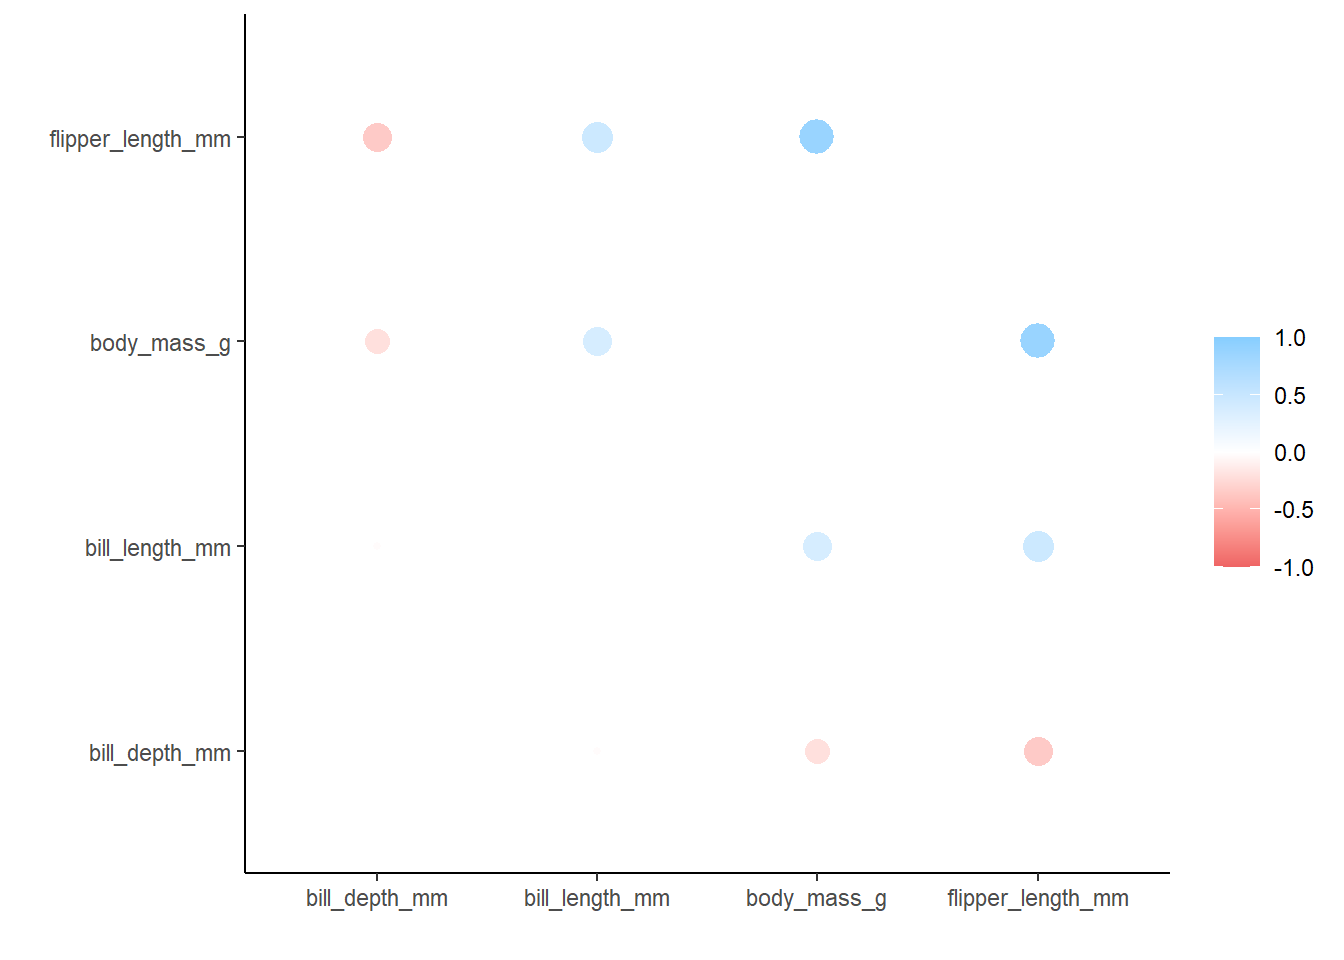 flipper_length_mm
body_mass_g
bill_length_mm
bill_depth_mm
bill_depth_mm
bill_length_mm
body_mass_g
flipper_length_mm
1.0
0.5
0.0
-0.5
-1.0